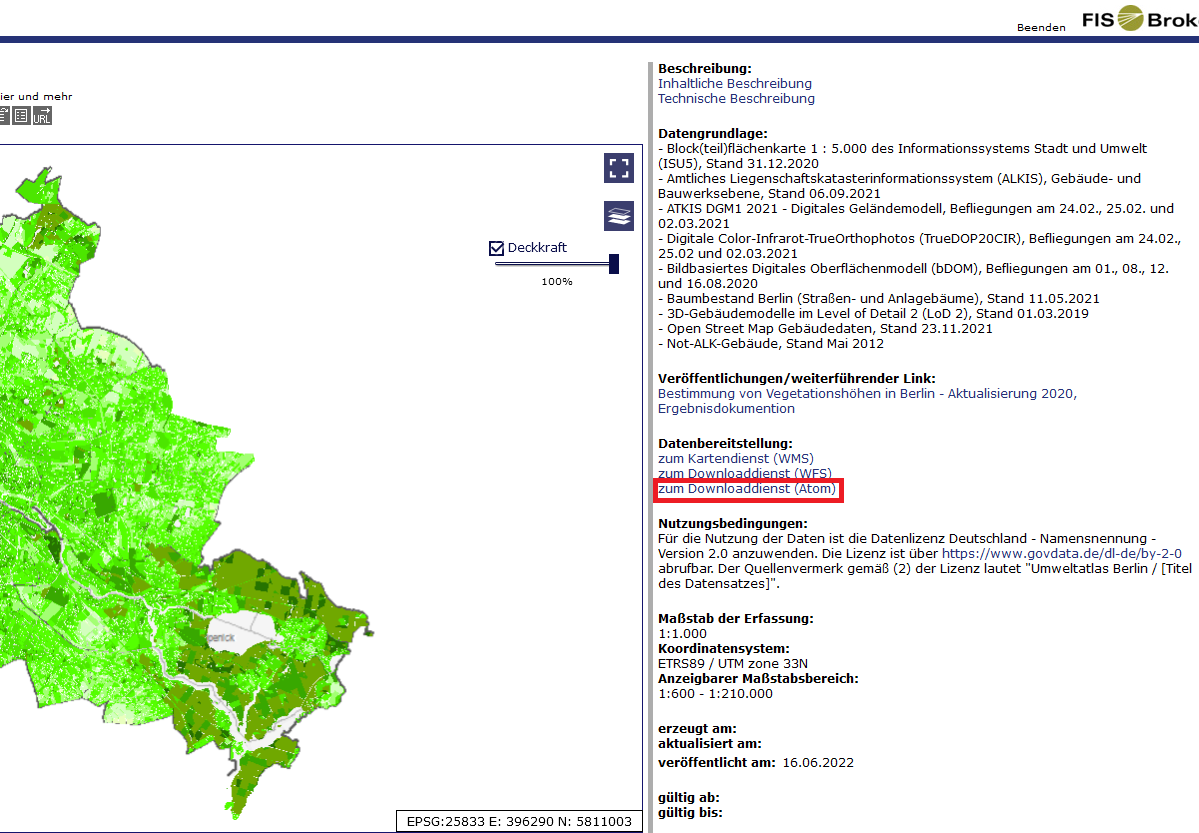 Beenden
FIS Brok
ier und mehr
URL
Deckkraft
100%
EPSG:25833 E: 396290 N: 5811003
Beschreibung:
Inhaltliche Beschreibung
Technische Beschreibung
Datengrundlage:
- Block(teil)flächenkarte 1 : 5.000 des Informationssystems Stadt und Umwelt
(ISU5), Stand 31.12.2020
- Amtliches Liegenschaftskatasterinformationssystem (ALKIS), Gebäude- und
Bauwerksebene, Stand 06.09.2021
- ATKIS DGM1 2021 - Digitales Geländemodell, Befliegungen am 24.02., 25.02. und
02.03.2021
- Digitale Color-Infrarot-TrueOrthophotos (TrueDOP20CIR), Befliegungen am 24.02.,
25.02 und 02.03.2021
- Bildbasiertes Digitales Oberflächenmodell (bDOM), Befliegungen am 01., 08., 12.
und 16.08.2020
- Baumbestand Berlin (Straßen- und Anlagebäume), Stand 11.05.2021
- 3D-Gebäudemodelle im Level of Detail 2 (LoD 2), Stand 01.03.2019
- Open Street Map Gebäudedaten, Stand 23.11.2021
- Not-ALK-Gebäude, Stand Mai 2012
Veröffentlichungen/weiterführender Link:
Bestimmung von Vegetationshöhen in Berlin - Aktualisierung 2020,
Ergebnisdokumention
Datenbereitstellung:
zum Kartendienst (WMS)
zum Downloaddienst (WFS)
zum Downloaddienst (Atom)
Nutzungsbedingungen:
Für die Nutzung der Daten ist die Datenlizenz Deutschland - Namensnennung -
Version 2.0 anzuwenden. Die Lizenz ist über https://www.govdata.de/dl-de/by-2-0
abrufbar. Der Quellenvermerk gemäß (2) der Lizenz lautet "Umweltatlas Berlin / [Titel
des Datensatzes]".
Maßstab der Erfassung:
1:1.000
Koordinatensystem:
ETRS89 / UTM zone 33N
Anzeigbarer Maßstabsbereich:
1:600 - 1:210.000
erzeugt am:
aktualisiert am:
veröffentlicht am: 16.06.2022
gültig ab:
gültig bis: